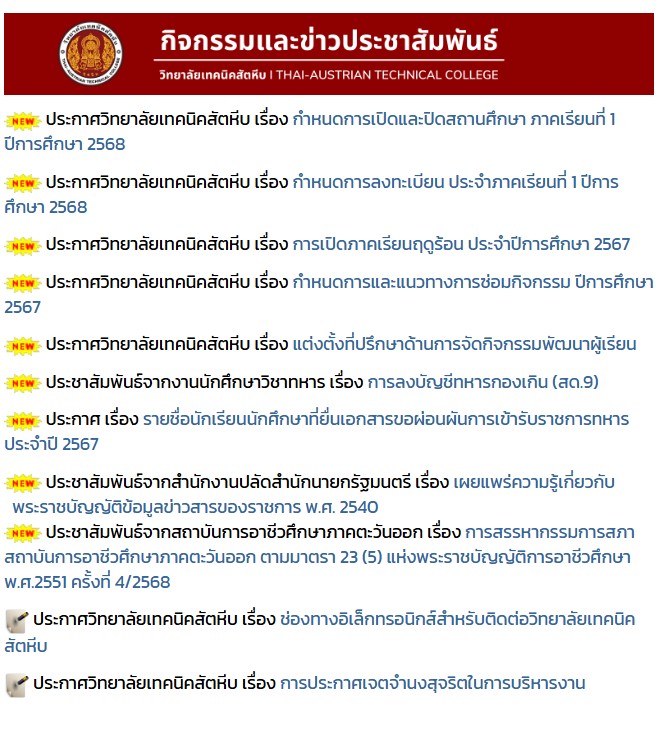 กิจกรรมและข่าวประชาสัมพันธ์
วิทยาลัยเทคนิคสัตหีบ | THAI-AUSTRIAN TECHNICAL COLLEGE
NEW ประกาศวิทยาลัยเทคนิคสัตหีบ เรื่อง กำหนดการเปิดและปิดสถานศึกษา ภาคเรียนที่ 1
ปีการศึกษา 2568
NEW ประกาศวิทยาลัยเทคนิคสัตหีบ เรื่อง กำหนดการลงทะเบียน ประจำภาคเรียนที่ 1 ปีการ
ศึกษา 2568
NEW ประกาศวิทยาลัยเทคนิคสัตหีบ เรื่อง การเปิดภาคเรียนฤดูร้อน ประจำปีการศึกษา 2567
NEW ประกาศวิทยาลัยเทคนิคสัตหีบ เรื่อง กำหนดการและแนวทางการซ่อมกิจกรรม ปีการศึกษา
2567
NEW ประกาศวิทยาลัยเทคนิคสัตหีบ เรื่อง แต่งตั้งที่ปรึกษาด้านการจัดกิจกรรมพัฒนาผู้เรียน
NEW ประชาสัมพันธ์จากงานนักศึกษาวิชาทหาร เรื่อง การลงบัญชีทหารกองเกิน (สด.9)
NEW ประกาศ เรื่อง รายชื่อนักเรียนนักศึกษาที่ยื่นเอกสารขอผ่อนผันการเข้ารับราชการทหาร
ประจำปี 2567
NEW ประชาสัมพันธ์จากสำนักงานปลัดสำนักนายกรัฐมนตรี เรื่อง เผยแพร่ความรู้เกี่ยวกับ
พระราชบัญญัติข้อมูลข่าวสารของราชการ พ.ศ. 2540
NEW ประชาสัมพันธ์จากสถาบันการอาชีวศึกษาภาคตะวันออก เรื่อง การสรรหากรรมการสภา
สถาบันการอาชีวศึกษาภาคตะวันออก ตามมาตรา 23 (5) แห่งพระราชบัญญัติการอาชีวศึกษา
พ.ศ.2551 ครั้งที่ 4/2568
ประกาศวิทยาลัยเทคนิคสัตหีบ เรื่อง ช่องทางอิเล็กทรอนิกส์สำหรับติดต่อวิทยาลัยเทคนิค
สัตหีบ
ประกาศวิทยาลัยเทคนิคสัตหีบ เรื่อง การประกาศเจตจำนงสุจริตในการบริหารงาน